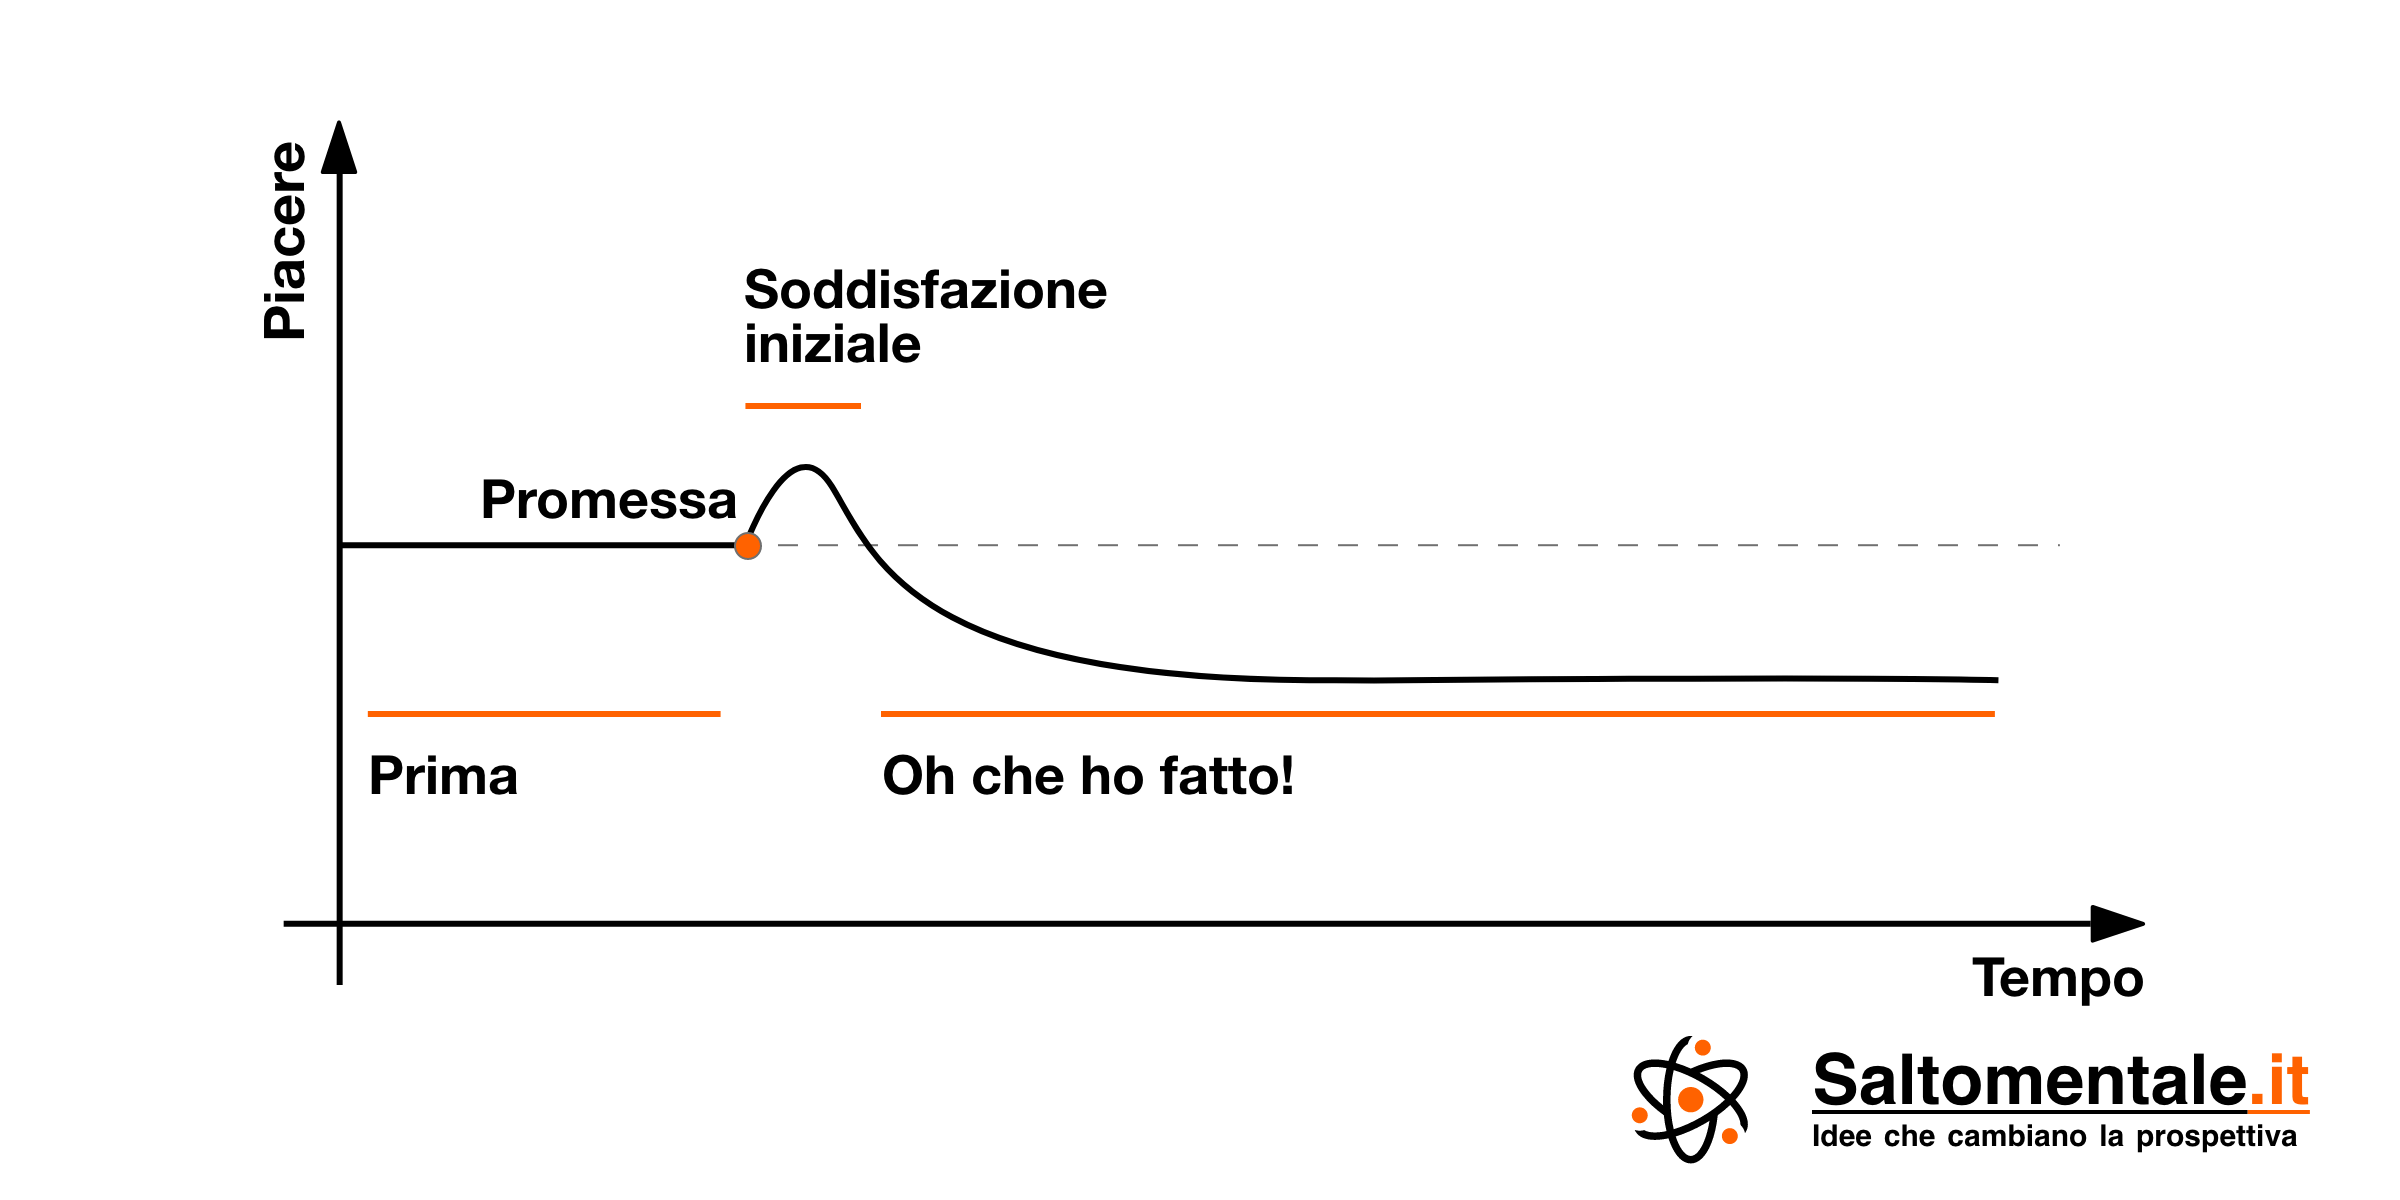 Piacere
Soddisfazione
iniziale
Promessa
Prima
Oh che ho fatto!
Tempo
Saltomentale.it
Idee che cambiano la prospettiva